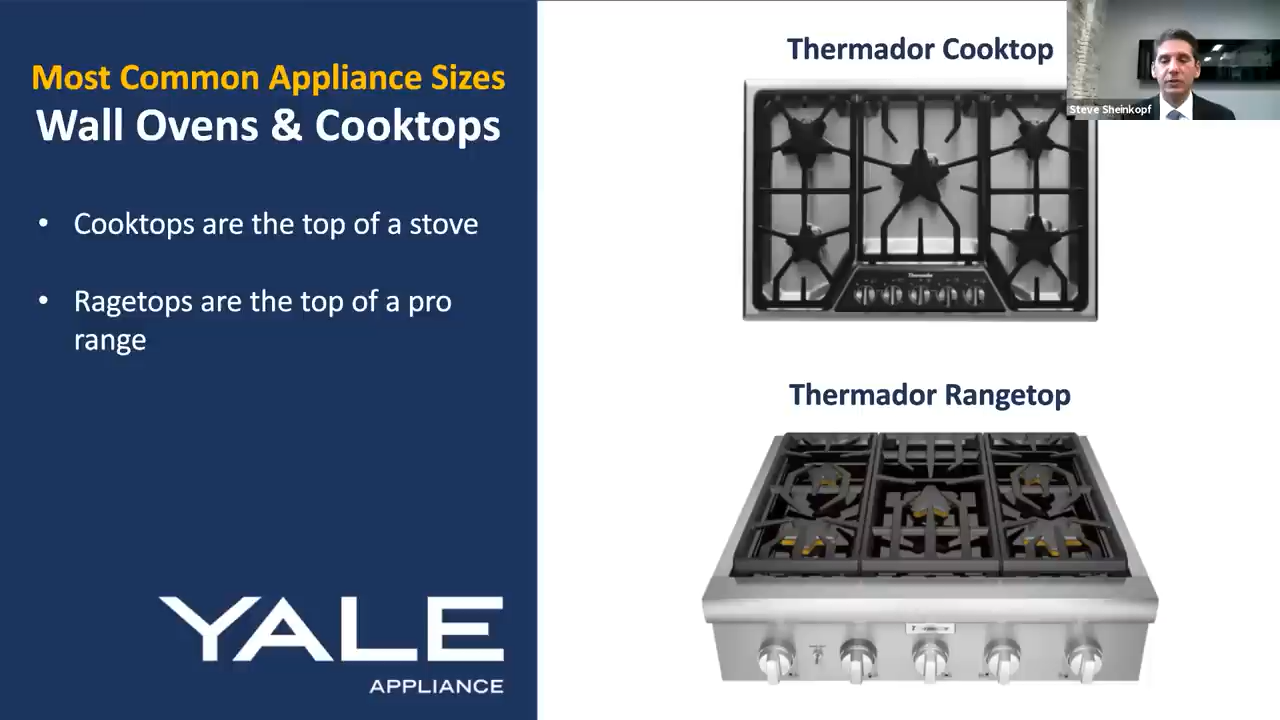 Most Common Appliance Sizes
Wall Ovens & Cooktops
• Cooktops are the top of a stove
• Ragetops are the top of a pro
range
YALE
APPLIANCE
Thermador Cooktop
Steve Sheinkopf
Thermador
Thermador Rangetop